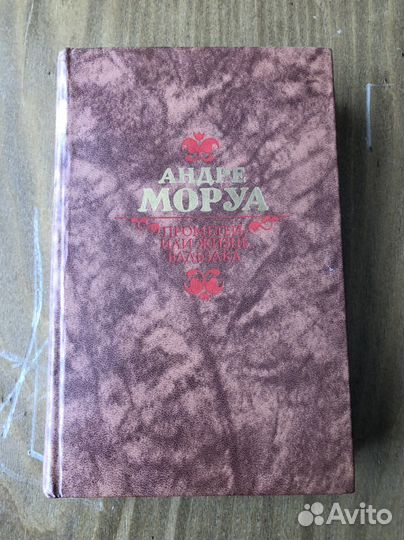 АНДРЕ
МОРУА
ПРОМЕТЕЙ,
ИЛИ ЖИЗНЬ
БАЛЬЗАКА
Avito